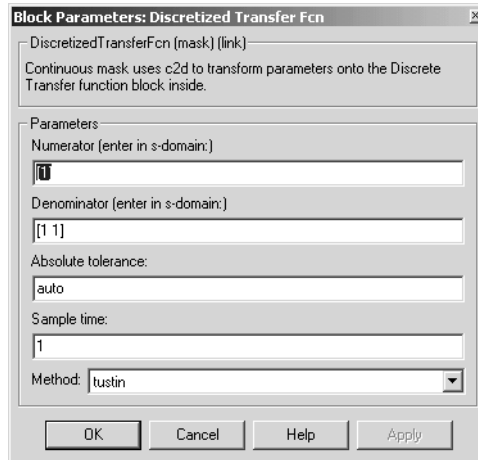 Block Parameters: Discretized Transfer Fcn
DiscretizedTransferFcn (mask) (link)
Continuous mask uses c2d to transform parameters onto the Discrete
Transfer function block inside.
Parameters
Numerator (enter in s-domain:)
[1]
Denominator (enter in s-domain:)
[1 1]
Absolute tolerance:
auto
Sample time:
1
Method: tustin
OK Cancel Help Apply